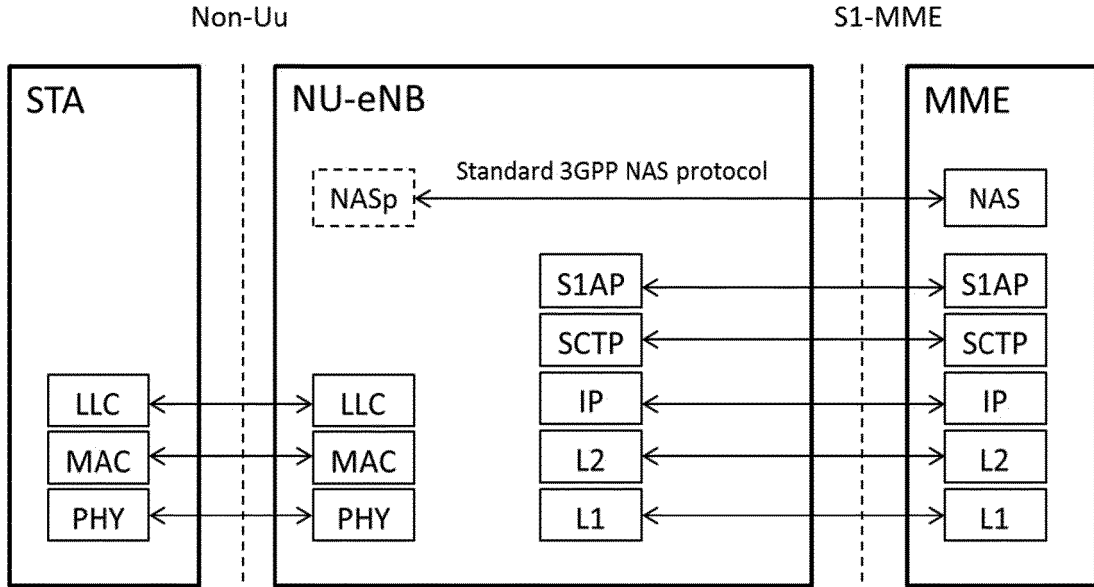 Non-Uu S1-MME
STA NU-eNB MME
Standard 3GPP NAS protocol
NASp NAS
S1AP S1AP
SCTP SCTP
LLC LLC IP IP
MAC MAC L2 L2
PHY PHY L1 L1